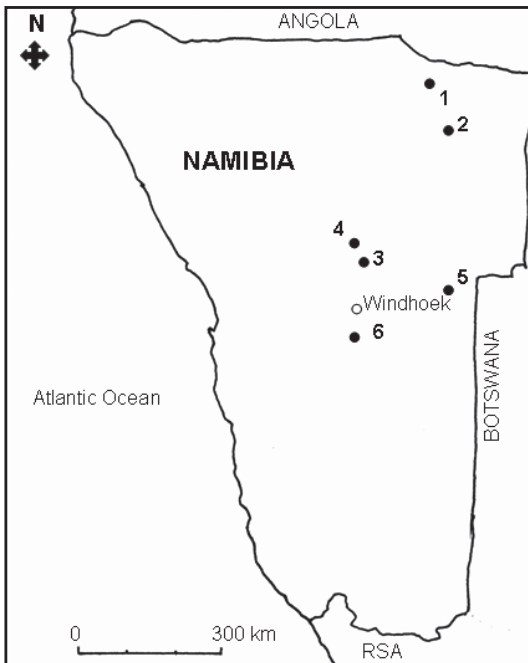 ANGOLA
N
1
2
NAMIBIA
4
3
5
Windhoek
6
Atlantic Ocean
BOTSWANA
0 300 km
RSA